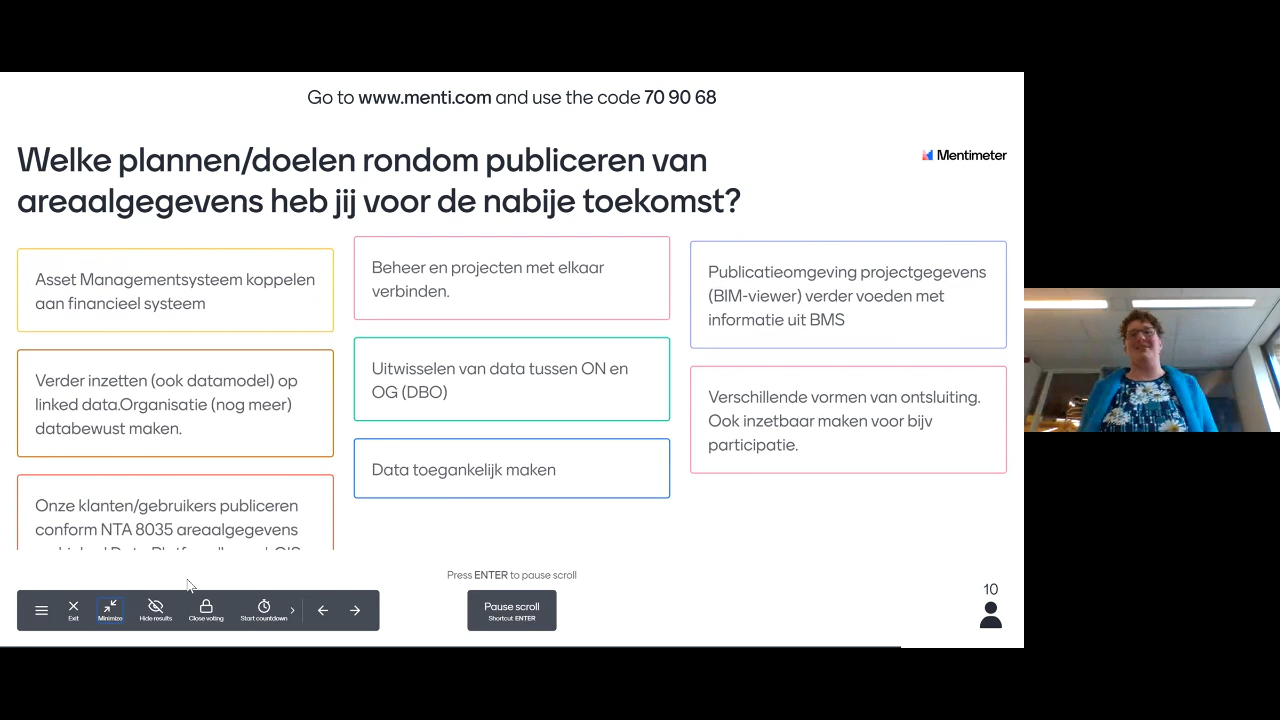 Go to www.menti.com and use the code 70 90 68
Welke plannen/doelen rondom publiceren van
areaalgegevens heb jij voor de nabije toekomst?
Mentimeter
Asset Managementsysteem koppelen
aan financieel systeem
Verder inzetten (ook datamodel) op
linked data.Organisatie (nog meer)
databewust maken.
Onze klanten/gebruikers publiceren
conform NTA 8035 areaalgegevens
Beheer en projecten met elkaar
verbinden.
Uitwisselen van data tussen ON en
OG (DBO)
Data toegankelijk maken
Publicatieomgeving projectgegevens
(BIM-viewer) verder voeden met
informatie uit BMS
Verschillende vormen van ontsluiting.
Ook inzetbaar maken voor bijv
participatie.
Press ENTER to pause scroll
Exit
Minimize
Hide results
Close voting
Start countdown
Pause scroll
Shortcut ENTER
10